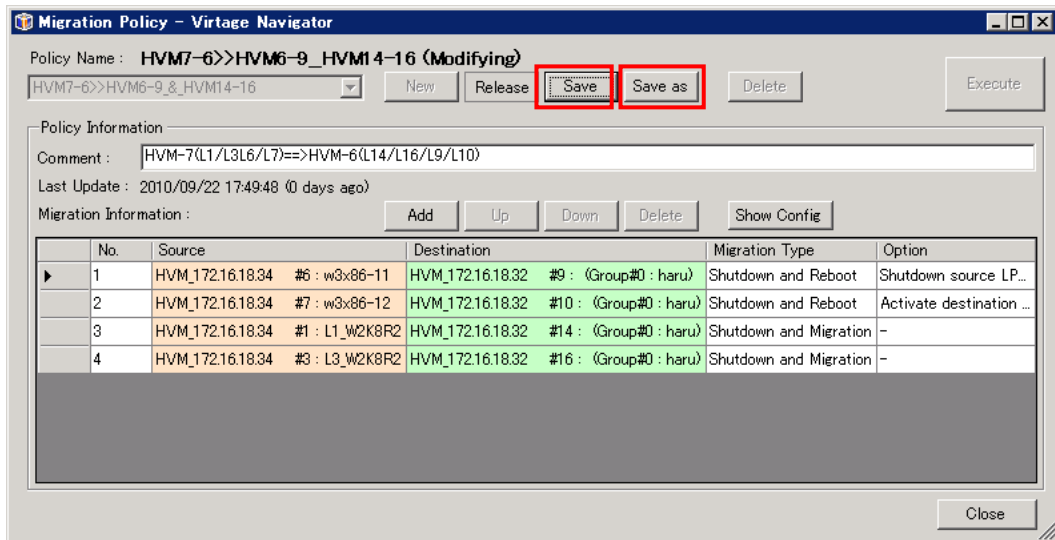 Migration Policy - Virtage Navigator
Policy Name : HVM7-6>>HVM6-9_HVM14-16 (Modifying)
HVM7-6>>HVM6-9_&_HVM14-16 New Release Save Save as Delete Execute
Policy Information
Comment : HVM-7(L1/L3L6/L7)==>HVM-6(L14/L16/L9/L10)
Last Update : 2010/09/22 17:49:48 (0 days ago)
Migration Information : Add Up Down Delete Show Config
No. Source Destination Migration Type Option
1 HVM_172.16.18.34 #6 : w3x86-11 HVM_172.16.18.32 #9 : (Group#0 : haru) Shutdown and Reboot Shutdown source LP...
2 HVM_172.16.18.34 #7 : w3x86-12 HVM_172.16.18.32 #10 : (Group#0 : haru) Shutdown and Reboot Activate destination ...
3 HVM_172.16.18.34 #1 : L1_W2K8R2 HVM_172.16.18.32 #14 : (Group#0 : haru) Shutdown and Migration -
4 HVM_172.16.18.34 #3 : L3_W2K8R2 HVM_172.16.18.32 #16 : (Group#0 : haru) Shutdown and Migration -
Close